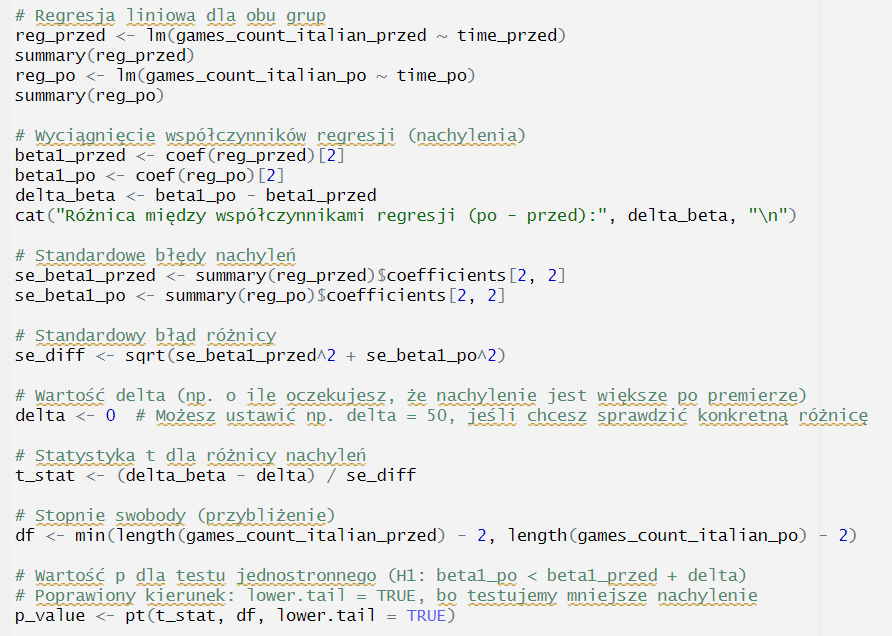 # Regresja liniowa dla obu grup
reg_przed <- lm(games_count_italian_przed ~ time_przed)
summary(reg_przed)
reg_po <- lm(games_count_italian_po ~ time_po)
summary(reg_po)
# Wyciągnięcie współczynników regresji (nachylenia)
beta1_przed <- coef(reg_przed)[2]
beta1_po <- coef(reg_po)[2]
delta_beta <- beta1_po - beta1_przed
cat("Różnica między współczynnikami regresji (po - przed):", delta_beta, "\n")
# Standardowe błędy nachyleń
se_beta1_przed <- summary(reg_przed)$coefficients[2, 2]
se_beta1_po <- summary(reg_po)$coefficients[2, 2]
# Standardowy błąd różnicy
se_diff <- sqrt(se_beta1_przed^2 + se_beta1_po^2)
# Wartość delta (np. o ile oczekujesz, że nachylenie jest większe po premierze)
delta <- 0  # Możesz ustawić np. delta = 50, jeśli chcesz sprawdzić konkretną różnicę
# Statystyka t dla różnicy nachyleń
t_stat <- (delta_beta - delta) / se_diff
# Stopnie swobody (przybliżenie)
df <- min(length(games_count_italian_przed) - 2, length(games_count_italian_po) - 2)
# Wartość p dla testu jednostronnego (H1: beta1_po < beta1_przed + delta)
# Poprawiony kierunek: lower.tail = TRUE, bo testujemy mniejsze nachylenie
p_value <- pt(t_stat, df, lower.tail = TRUE)